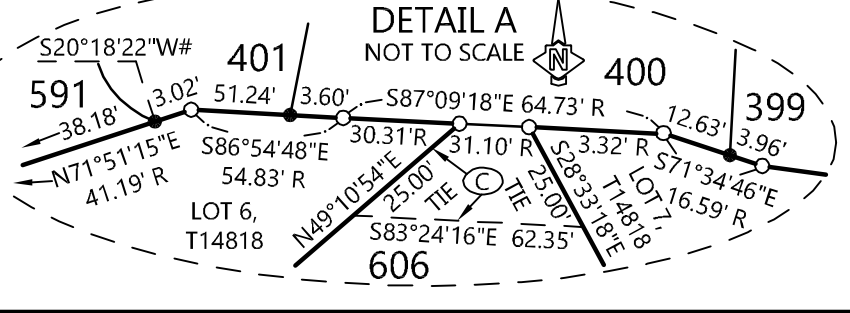 DETAIL A
NOT TO SCALE
N
S20°18'22"W#
591
401
400
399
38.18'
3.02'
51.24'
3.60'
S87°09'18"E 64.73' R
12.63'
3.96'
N71°51'15"E
41.19' R
S86°54'48"E
54.83' R
30.31'R
31.10' R
3.32' R
S71°34'46"E
16.59' R
LOT 6,
T14818
N49°10'54"E
25.00'
TIE
C
TIE
25.00'
S28°33'18"E
LOT 7,
T14818
S83°24'16"E 62.35'
606